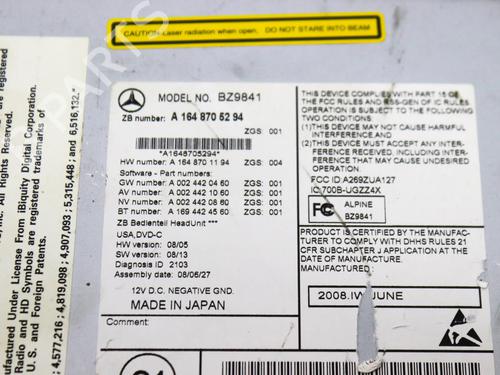 CAUTION-Laser radiation when open. DO NOT STARE INTO BEAM
MODEL NO. BZ9841
ZB number: A 164 870 52 94
ZGS: 001
*A1648705294*
HW number: A 164 870 11 94 ZGS: 004
Software - Part numbers:
GW number: A 002 442 04 60 ZGS: 001
AV number: A 002 442 10 60 ZGS: 001
NV number: A 002 442 08 60 ZGS: 001
BT number: A 169 442 45 60 ZGS: 001
ZB Bedienteil HeadUnit ***
USA,DVD-C
HW version: 08/05
SW version: 08/13
Diagnosis ID 2103
Assembly date: 08/06/27
12V D.C. NEGATIVE GND.
MADE IN JAPAN
Comment:
THIS DEVICE COMPLIES WITH PART 15 OF
THE FCC RULES AND RSS-GEN OF IC RULES
OPERATION IS SUBJECT TO THE FOLLOWING
TWO CONDITIONS:
(1)THIS DEVICE MAY NOT CAUSE HARMFUL
INTERFERENCE, AND
(2)THIS DEVICE MUST ACCEPT ANY
INTERFERENCE THAT MAY CAUSE UNDESIRED
OPERATION.
FCC ID:A269ZUA127
IC:700B-UGZZ4X
FC ALPINE
BZ9841
PRODUCT IS CERTIFIED BY THE MANUFAC-
TURER TO COMPLY WITH DHHS RULES 21
CFR SUBCHAPTER J APPLICATION AT THE
DATE OF MANUFACTURE.
MANUFACTURED:
2008.IV.JUNE
All Rights Reserved.
Manufactured Under License From iBiquity Digital Corporation.
Radio and HD Symbols are registered trademarks of
U.S. and Foreign Patents.
4,577,216 ; 4,819,098 ; 4,907,093 ; 5,315,448 ; and 6,516,132.*
are registered